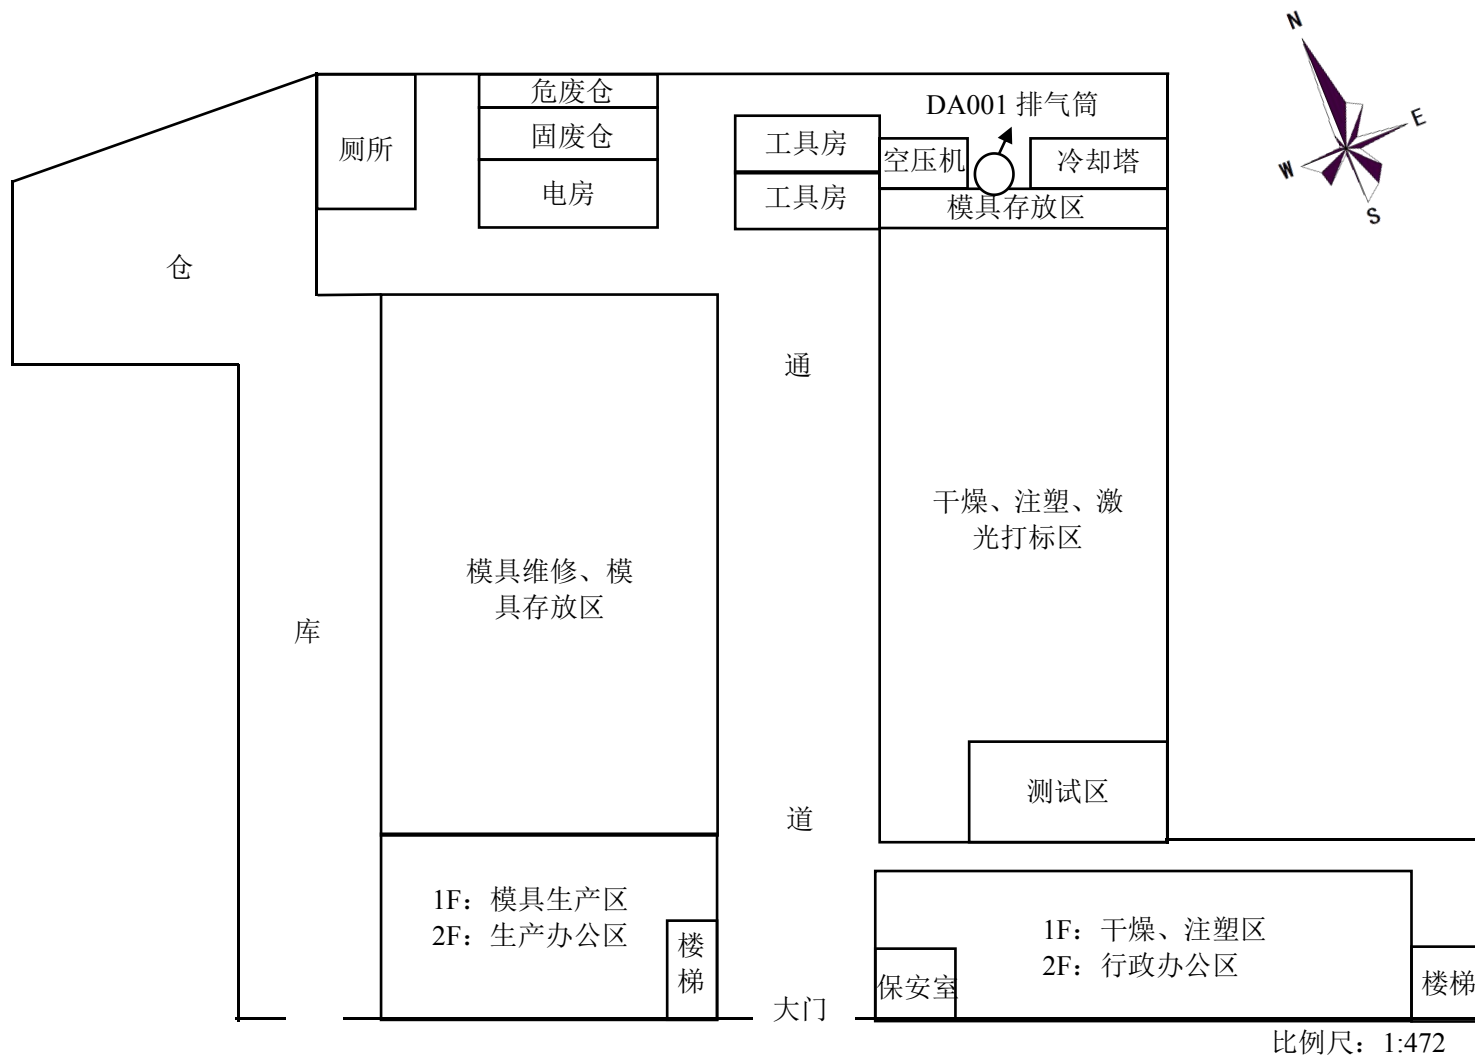 N
E
W
S
危废仓
固废仓
电房
厕所
DA001 排气筒
工具房
工具房
空压机
冷却塔
模具存放区
仓
通
干燥、注塑、激
光打标区
模具维修、模
具存放区
库
测试区
道
1F：模具生产区
2F：生产办公区
楼
梯
1F：干燥、注塑区
2F：行政办公区
保安室
楼梯
大门
比例尺：1:472